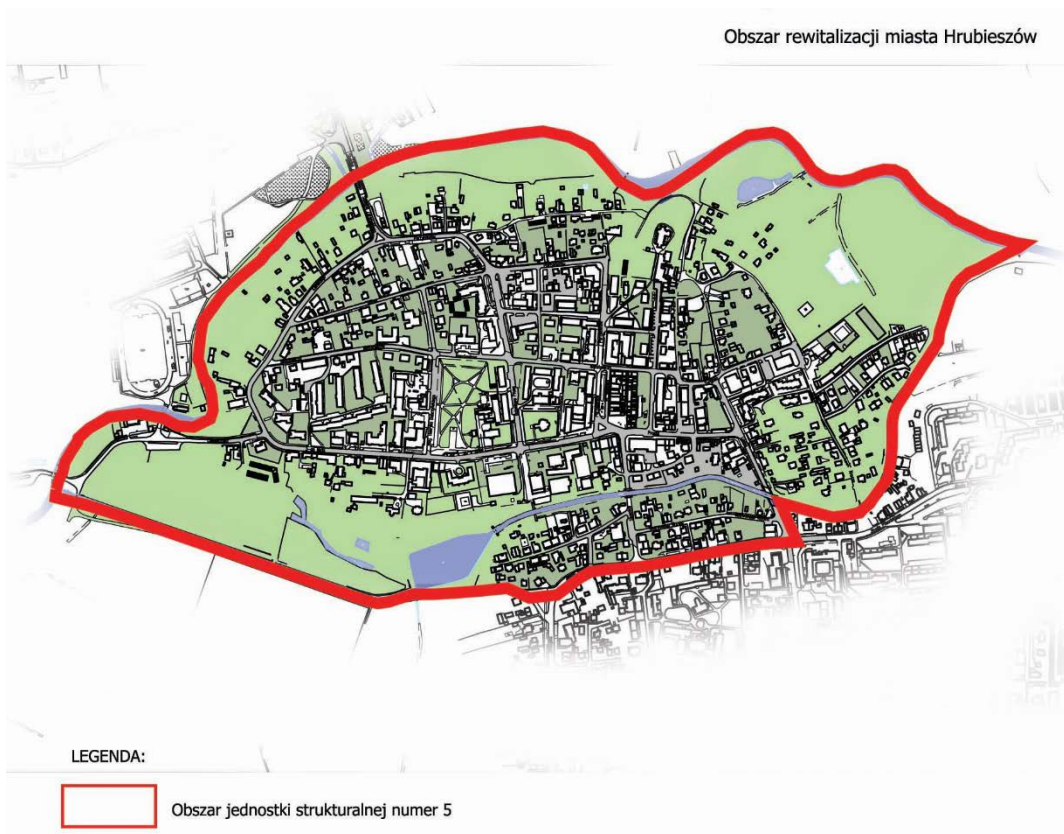 Obszar rewitalizacji miasta Hrubieszów
LEGENDA:
Obszar jednostki strukturalnej numer 5